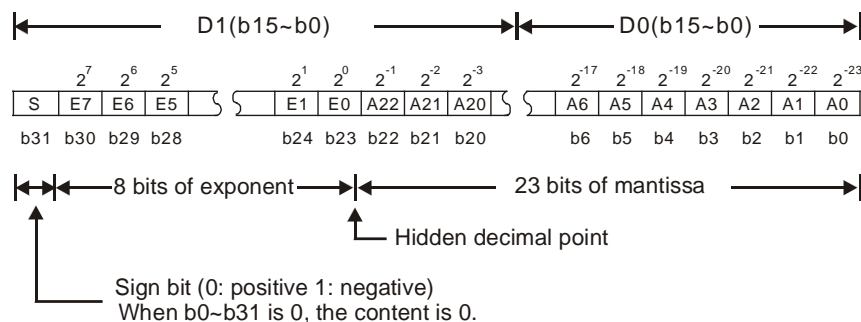 D1(b15~b0) D0(b15~b0)
2^7 2^6 2^5 2^1 2^0 2^-1 2^-2 2^-3 2^-17 2^-18 2^-19 2^-20 2^-21 2^-22 2^-23
S E7 E6 E5 E1 E0 A22 A21 A20 A6 A5 A4 A3 A2 A1 A0
b31 b30 b29 b28 b24 b23 b22 b21 b20 b6 b5 b4 b3 b2 b1 b0
8 bits of exponent 23 bits of mantissa
Hidden decimal point
Sign bit (0: positive 1: negative)
When b0~b31 is 0, the content is 0.